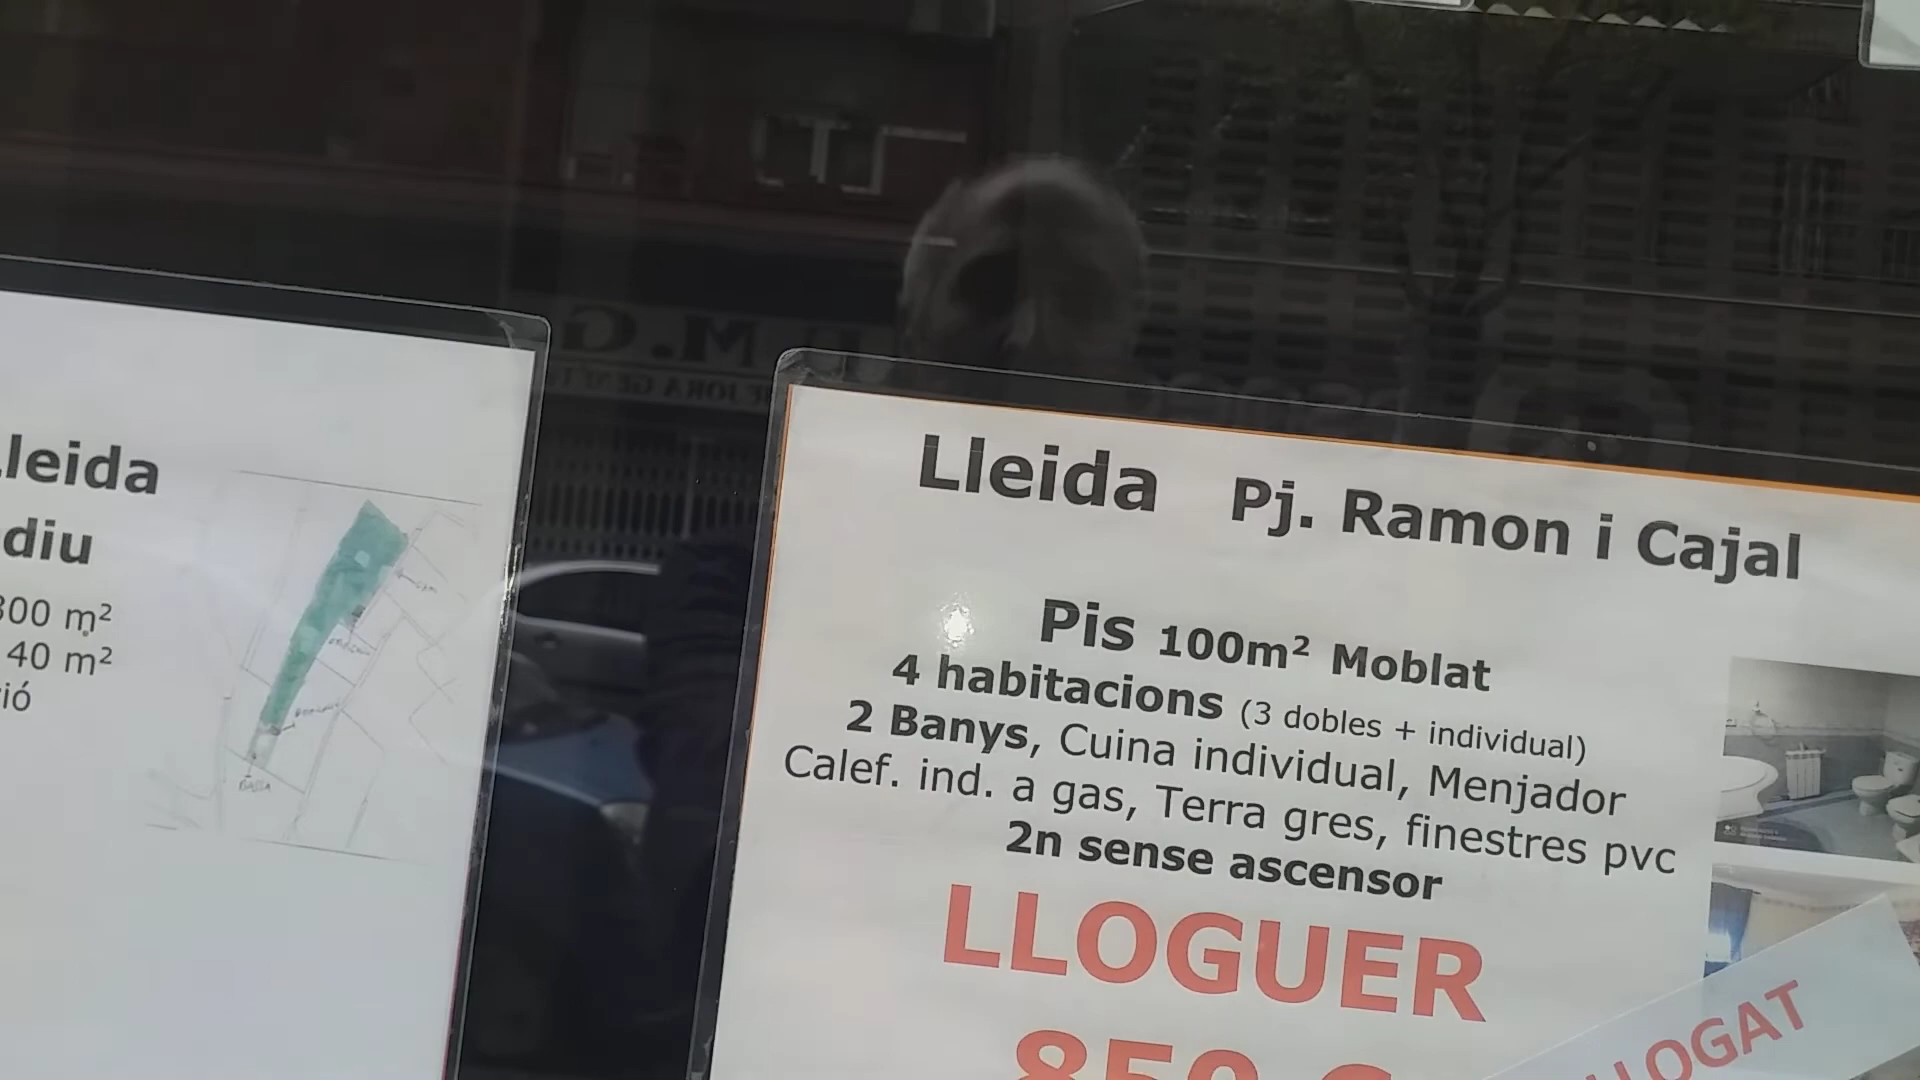 leida
diu
300 m²
40 m²
ió
Lleida Pj. Ramon i Cajal
Pis 100m² Moblat
4 habitacions (3 dobles + individual)
2 Banys, Cuina individual, Menjador
Calef. ind. a gas, Terra gres, finestres pvc
2n sense ascensor
LLOGUER
850 €
LLOGAT
M.G